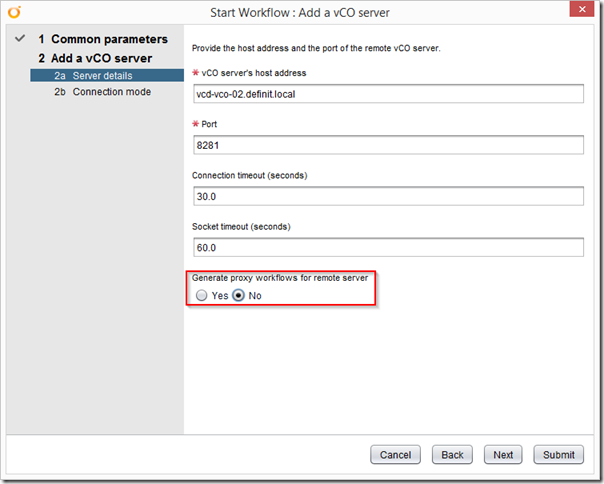 Start Workflow : Add a vCO server
1 Common parameters
2 Add a vCO server
2a Server details
2b Connection mode
Provide the host address and the port of the remote vCO server.
* vCO server's host address
vcd-vco-02.definit.local
* Port
8281
Connection timeout (seconds)
30.0
Socket timeout (seconds)
60.0
Generate proxy workflows for remote server
Yes No
Cancel Back Next Submit